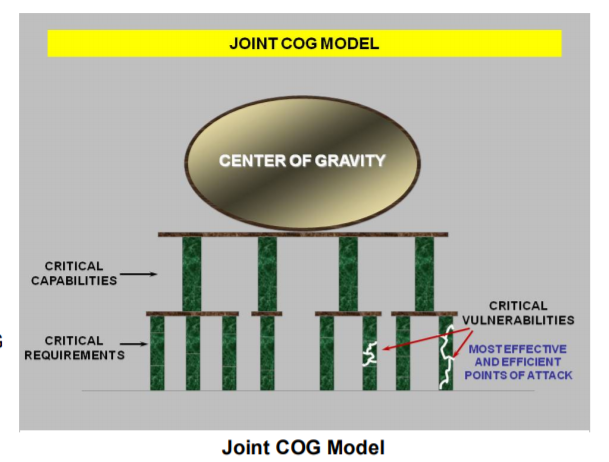 JOINT COG MODEL
CENTER OF GRAVITY
CRITICAL
CAPABILITIES
CRITICAL
REQUIREMENTS
CRITICAL
VULNERABILITIES
MOST EFFECTIVE
AND EFFICIENT
POINTS OF ATTACK
G
Joint COG Model